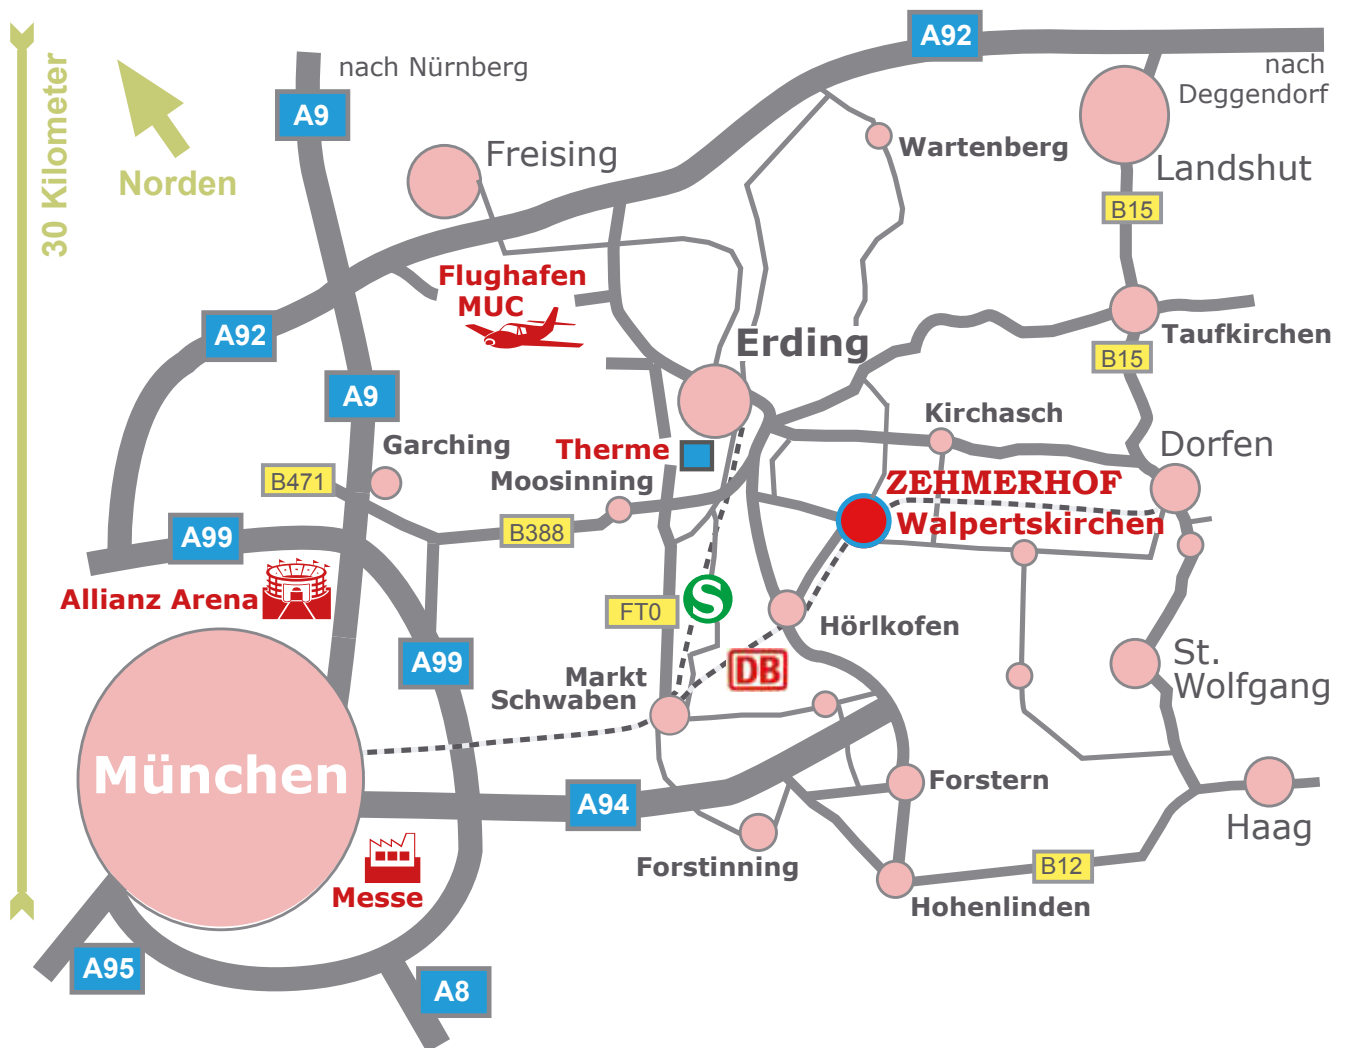 A92
nach Nürnberg
nach
Deggendorf
30 Kilometer
A9
Freising
Wartenberg
Landshut
Norden
B15
Flughafen
MUC
A92
Erding
Taufkirchen
B15
A9
Kirchasch
Garching
Therme
Dorfen
B471
Moosinning
ZEHMERHOF
Walpertskirchen
A99
B388
Allianz Arena
S
FT0
Hörlkofen
A99
DB
St.
Wolfgang
Markt
Schwaben
München
Forstern
A94
Haag
Forstinning
B12
Messe
Hohenlinden
A95
A8